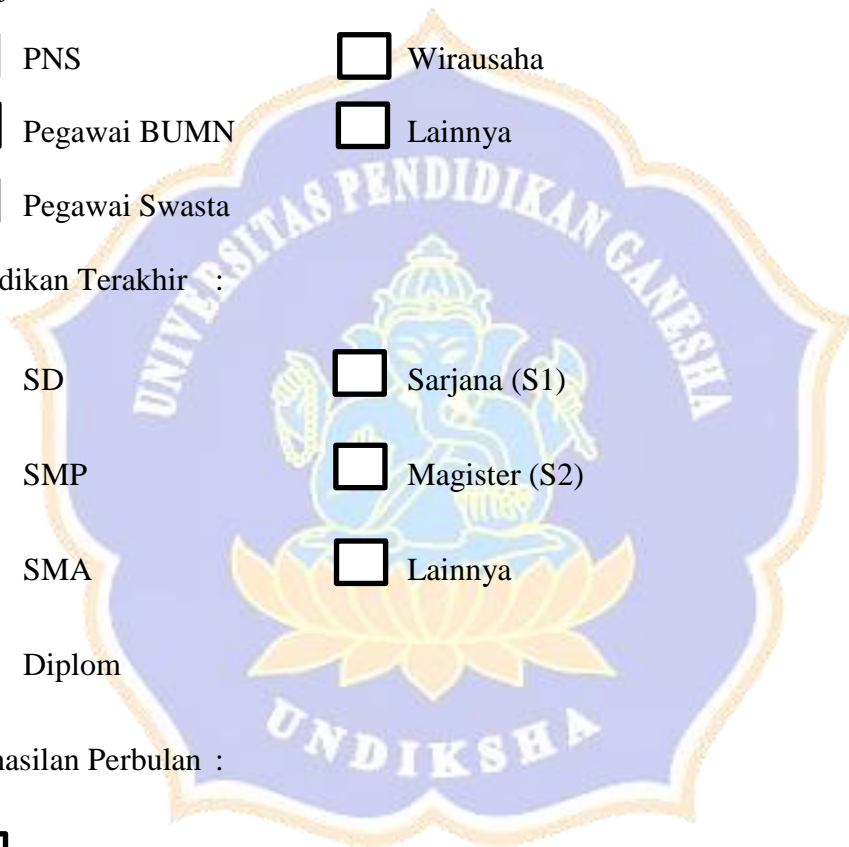 PNS Wirausaha
Pegawai BUMN Lainnya
Pegawai Swasta
dikan Terakhir :
SD Sarjana (S1)
SMP Magister (S2)
SMA Lainnya
Diplom
asilan Perbulan :
UNIVERSITAS PENDIDIKAN GANESHA
UNDIKSHA